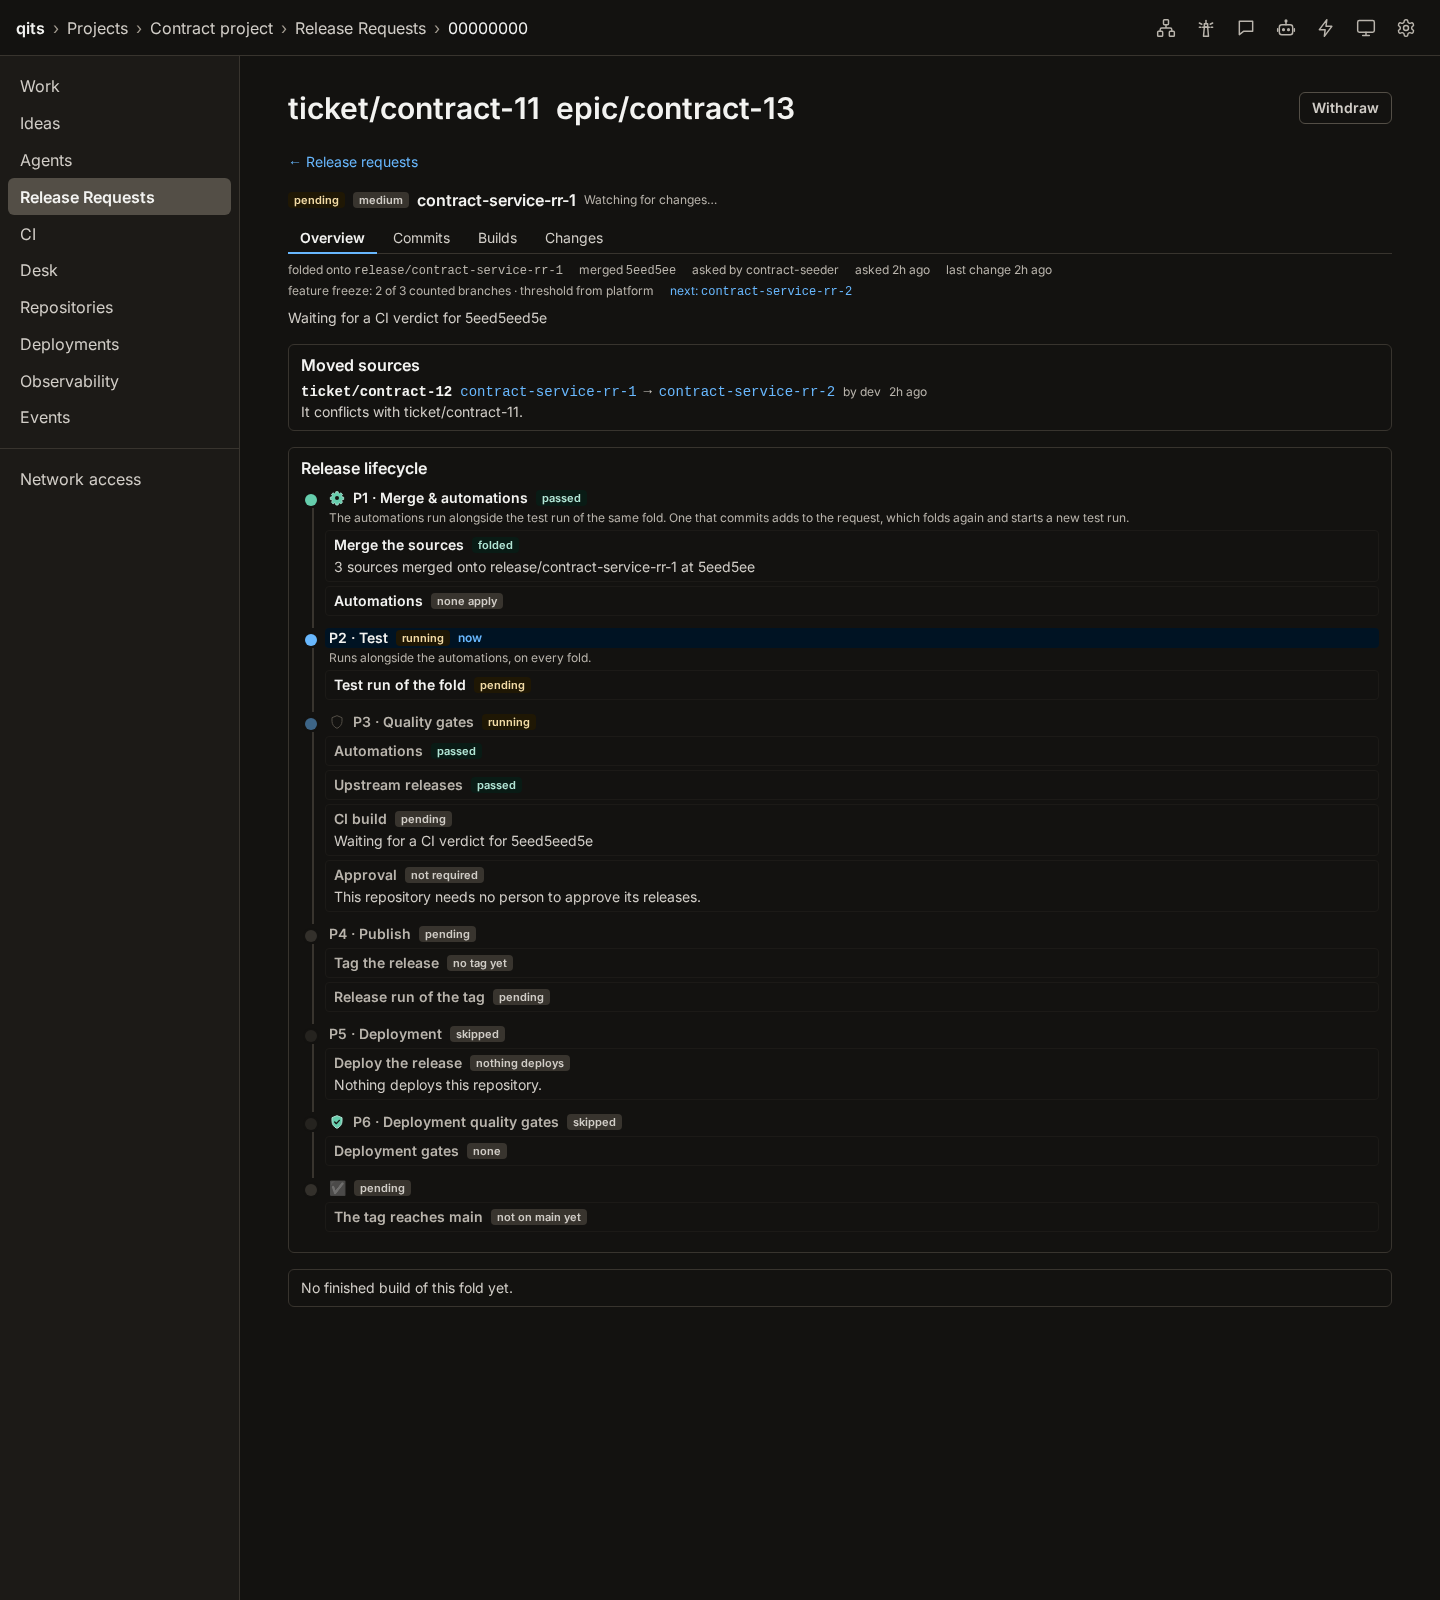 qits › Projects › Contract project › Release Requests › 00000000
Work
Ideas
Agents
Release Requests
CI
Desk
Repositories
Deployments
Observability
Events
Network access
ticket/contract-11 epic/contract-13
Withdraw
← Release requests
pending medium contract-service-rr-1 Watching for changes…
Overview Commits Builds Changes
folded onto release/contract-service-rr-1 merged 5eed5ee asked by contract-seeder asked 2h ago last change 2h ago
feature freeze: 2 of 3 counted branches · threshold from platform next: contract-service-rr-2
Waiting for a CI verdict for 5eed5eed5e
Moved sources
ticket/contract-12 contract-service-rr-1 → contract-service-rr-2 by dev 2h ago
It conflicts with ticket/contract-11.
Release lifecycle
P1 · Merge & automations passed
The automations run alongside the test run of the same fold. One that commits adds to the request, which folds again and starts a new test run.
Merge the sources folded
3 sources merged onto release/contract-service-rr-1 at 5eed5ee
Automations none apply
P2 · Test running now
Runs alongside the automations, on every fold.
Test run of the fold pending
P3 · Quality gates running
Automations passed
Upstream releases passed
CI build pending
Waiting for a CI verdict for 5eed5eed5e
Approval not required
This repository needs no person to approve its releases.
P4 · Publish pending
Tag the release no tag yet
Release run of the tag pending
P5 · Deployment skipped
Deploy the release nothing deploys
Nothing deploys this repository.
P6 · Deployment quality gates skipped
Deployment gates none
pending
The tag reaches main not on main yet
No finished build of this fold yet.